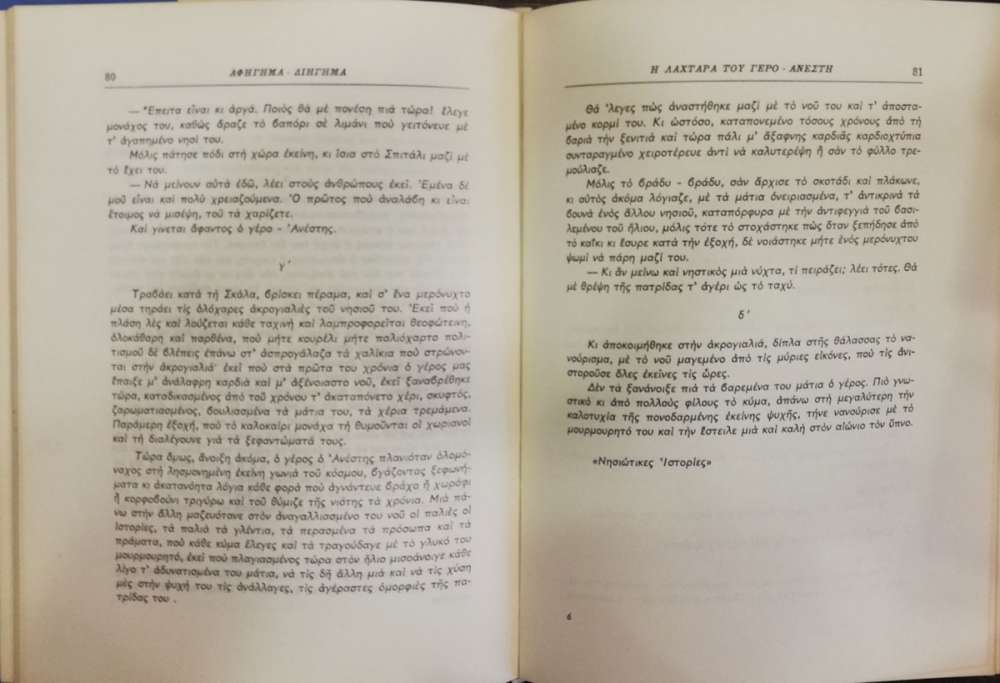 80
ΑΦΗΓΗΜΑ - ΔΙΗΓΗΜΑ
— Ἔπειτα εἶναι κι ἀργά. Ποιὸς θὰ μὲ πονέση πιὰ τώρα! ἔλεγε
μονάχος του, καθὼς ἄραζε τὸ βαπόρι σὲ λιμάνι ποὺ γειτόνευε μὲ
τ' ἀγαπημένο νησί του.
Μόλις πάτησε πόδι στὴ χώρα ἐκείνη, κι ἴσια στὸ Σπιτάλι μαζὶ μὲ
τὸ ἔχει του.
— Νὰ μείνουν αὐτὰ ἐδῶ, λέει στοὺς ἀνθρώπους ἐκεῖ. Ἐμένα δὲ
μοῦ εἶναι καὶ πολὺ χρειαζούμενα. Ὁ πρῶτος ποὺ ἀναλάβη κι εἶναι
ἕτοιμος νὰ μισέψη, τοῦ τὰ χαρίζετε.
Καὶ γίνεται ἄφαντος ὁ γέρο - Ἀνέστης.
γ'
Τραβάει κατὰ τὴ Σκάλα, βρίσκει πέραμα, καὶ σ' ἕνα μερόνυχτο
μέσα τηράει τὶς ὁλόχαρες ἀκρογιαλιὲς τοῦ νησιοῦ του. Ἐκεῖ ποὺ ἡ
πλάση λὲς καὶ λούζεται κάθε ταχινὴ καὶ λαμπροφορεῖται θεοφώτεινη,
ὁλοκάθαρη καὶ παρθένα, ποὺ μήτε κουρέλι μήτε παλιόχαρτο πολι-
τισμοῦ δὲ βλέπεις ἐπάνω στ' ἀσπρογάλαζα τὰ χαλίκια ποὺ στρώνου-
ται στὴν ἀκρογιαλιά· ἐκεῖ ποὺ στὰ πρῶτα του χρόνια ὁ γέρος μας
ἔπαιξε μ' ἀνάλαφρη καρδιὰ καὶ μ' ἀξένοιαστο νοῦ, ἐκεῖ ξαναβρέθηκε
τώρα, καταδικασμένος ἀπὸ τοῦ χρόνου τ' ἀκαταπόνετο χέρι, σκυφτός,
ζαρωματιασμένος, βουλιασμένα τὰ μάτια του, τὰ χέρια τρεμάμενα.
Παράμερη ἐξοχή, ποὺ τὸ καλοκαίρι μονάχα τὴ θυμοῦνται οἱ χωριανοὶ
καὶ τὴ διαλέγουνε γιὰ τὰ ξεφαντώματά τους.
Τώρα ὅμως, ἄνοιξη ἀκόμα, ὁ γέρος ὁ Ἀνέστης πλανιόταν ὁλομό-
ναχος στὴ λησμονημένη ἐκείνη γωνιὰ τοῦ κόσμου, βγάζοντας ξεφωνή-
ματα κι ἀκατανόητα λόγια κάθε φορὰ ποὺ ἀγνάντευε βράχο ἢ χωράφι
ἢ κορφοβούνι τριγύρω καὶ τοῦ θύμιζε τῆς νιότης τὰ χρόνια. Μιὰ πά-
νω στὴν ἄλλη μαζευότανε στὸν ἀναγαλλιασμένο του νοῦ οἱ παλιὲς οἱ
ἱστορίες, τὰ παλιὰ τὰ γλέντια, τὰ περασμένα τὰ πρόσωπα καὶ τὰ
πράματα, ποὺ κάθε κύμα ἔλεγες καὶ τὰ τραγούδαγε μὲ τὸ γλυκό του
μουρμουρητό, ἐκεῖ ποὺ πλαγιασμένος τώρα στὸν ἥλιο μισοάνοιγε κάθε
λίγο τ' ἀδυνατισμένα του μάτια, νὰ τὶς δῆ ἄλλη μιὰ καὶ νὰ τὶς χύση
μὲς στὴν ψυχή του τὶς ἀνάλλαγες, τὶς ἀγέραστες ὀμορφιὲς τῆς πα-
τρίδας του .
Η ΛΑΧΤΑΡΑ ΤΟΥ ΓΕΡΟ - ΑΝΕΣΤΗ
81
Θά 'λεγες πὼς ἀναστήθηκε μαζὶ μὲ τὸ νοῦ του καὶ τ' ἀποστα-
μένο κορμί του. Κι ὡστόσο, καταπονεμένο τόσους χρόνους ἀπὸ τὴ
βαριὰ τὴν ξενιτιὰ καὶ τώρα πάλι μ' ἄξαφνης καρδιᾶς καρδιοχτύπια
συνταραγμένο χειροτέρευε ἀντὶ νὰ καλυτερέψη ἢ σὰν τὸ φύλλο τρε-
μούλιαζε.
Μόλις τὸ βράδυ - βράδυ, σὰν ἄρχισε τὸ σκοτάδι καὶ πλάκωνε,
κι αὐτὸς ἀκόμα λόγιαζε, μὲ τὰ μάτια ὀνειριασμένα, τ' ἀντικρινὰ τὰ
βουνὰ ἑνὸς ἄλλου νησιοῦ, κατάπορφυρα μὲ τὴν ἀντιφεγγιὰ τοῦ βασι-
λεμένου τοῦ ἥλιου, μόλις τότε τὸ στοχάστηκε πὼς ὅταν ξεπήδησε ἀπὸ
τὸ καΐκι κι ἔσυρε κατὰ τὴν ἐξοχή, δὲ νοιάστηκε μήτε ἑνὸς μερόνυχτου
ψωμὶ νὰ πάρη μαζί του.
— Κι ἂν μείνω καὶ νηστικὸς μιὰ νύχτα, τί πειράζει; λέει τότες. Θὰ
μὲ θρέψη τῆς πατρίδας τ' ἀγέρι ὡς τὸ ταχύ.
δ'
Κι ἀποκοιμήθηκε στὴν ἀκρογιαλιά, δίπλα στῆς θάλασσας τὸ να-
νούρισμα, μὲ τὸ νοῦ μαγεμένο ἀπὸ τὶς μύριες εἰκόνες, ποὺ τὶς ἀνι-
στοροῦσε ὅλες ἐκεῖνες τὶς ὧρες.
Δὲν τὰ ξανάνοιξε πιὰ τὰ βαρεμένα του μάτια ὁ γέρος. Πιὸ γνω-
στικὸ κι ἀπὸ πολλοὺς φίλους τὸ κύμα, ἀπάνω στὴ μεγαλύτερη τὴν
καλοτυχία τῆς πονοδαρμένης ἐκείνης ψυχῆς, τήνε νανούρισε μὲ τὸ
μουρμουρητό του καὶ τὴν ἔστειλε μιὰ καὶ καλὴ στὸν αἰώνιο τὸν ὕπνο.
«Νησιώτικες Ἱστορίες»
6